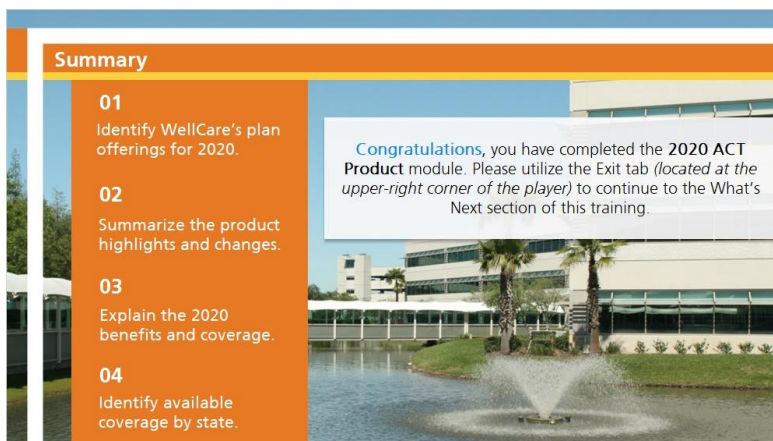 Summary
01
Identify WellCare's plan
offerings for 2020.
02
Summarize the product
highlights and changes.
03
Explain the 2020
benefits and coverage.
04
Identify available
coverage by state.
Congratulations, you have completed the 2020 ACT
Product module. Please utilize the Exit tab (located at the
upper-right corner of the player) to continue to the What's
Next section of this training.